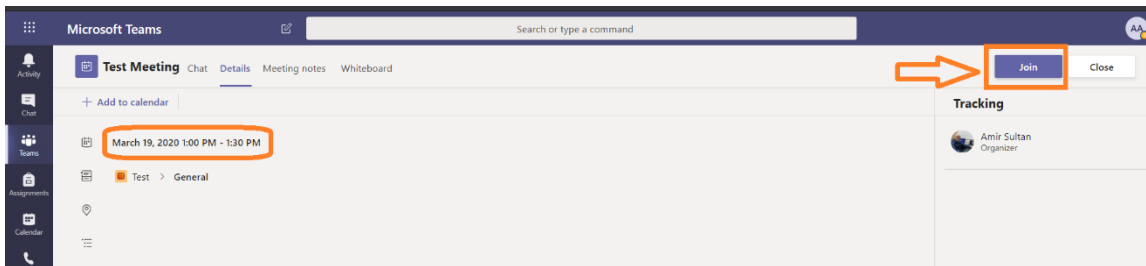 Microsoft Teams
Search or type a command
AA
Activity
Chat
Teams
Assignments
Calendar
Test Meeting Chat Details Meeting notes Whiteboard
Join Close
+ Add to calendar
March 19, 2020 1:00 PM - 1:30 PM
Test > General
Tracking
Amir Sultan
Organizer